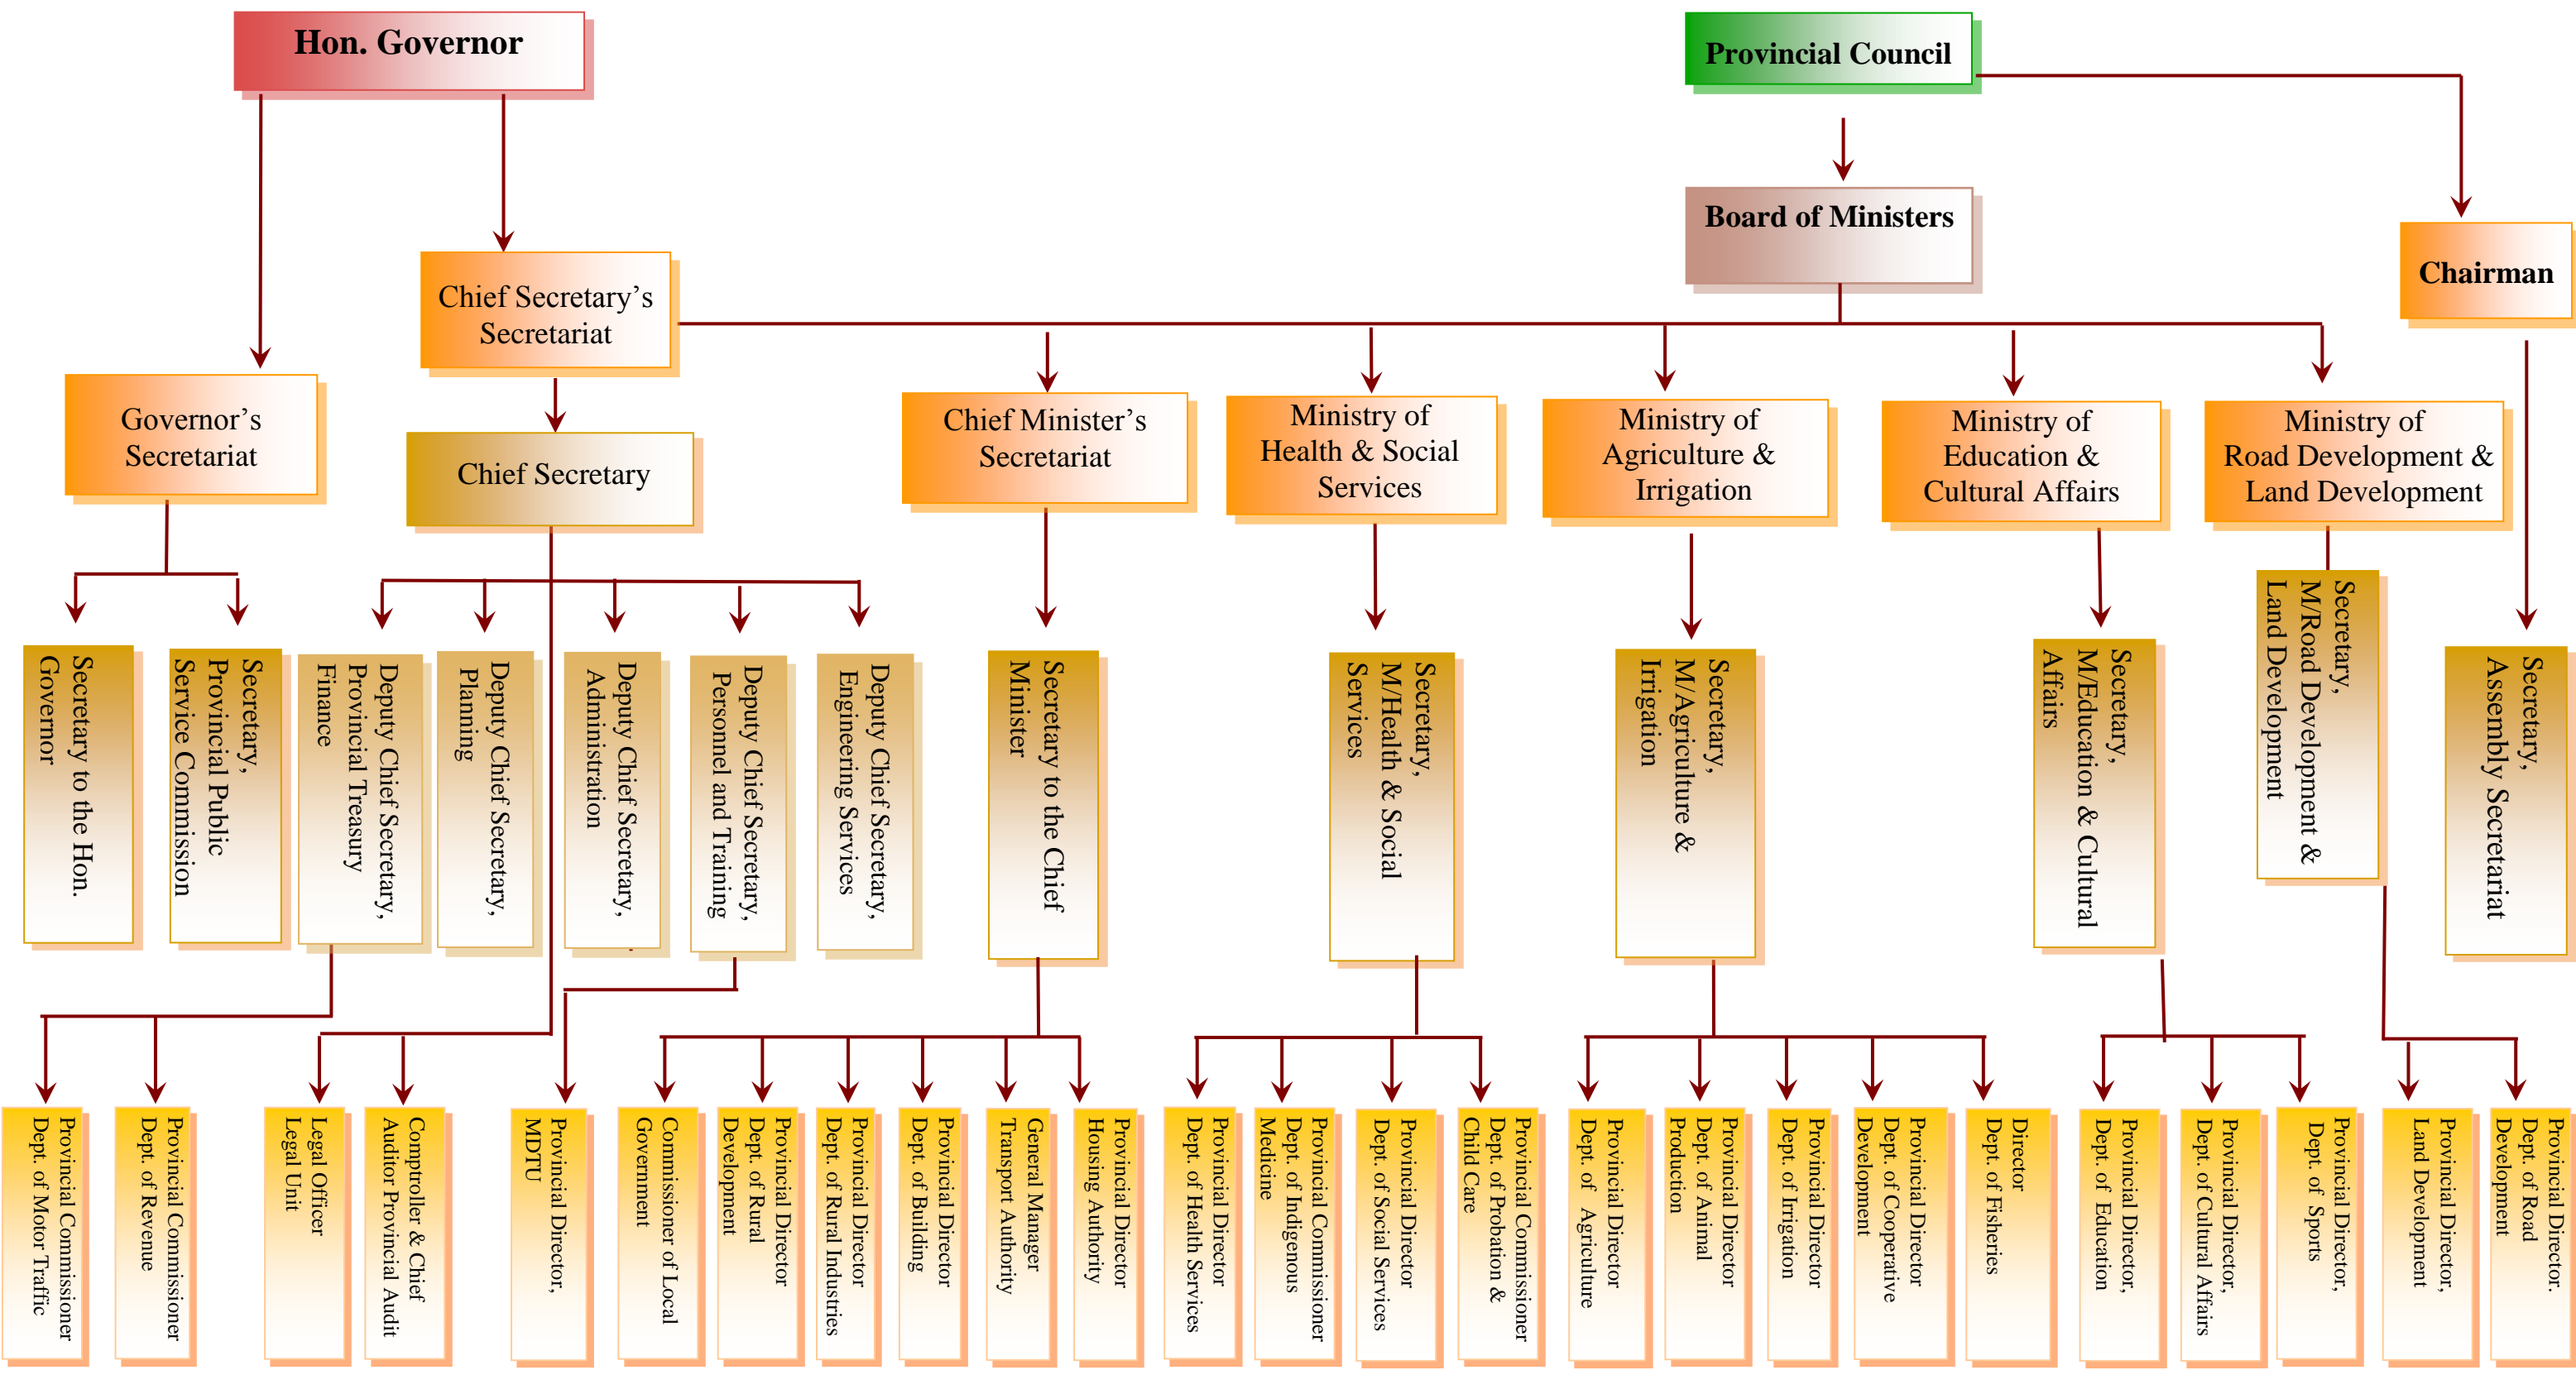 Hon. Governor
Provincial Council
Board of Ministers
Chairman
Chief Secretary’s
Secretariat
Governor’s
Secretariat
Chief Secretary
Chief Minister’s
Secretariat
Ministry of
Health & Social
Services
Ministry of
Agriculture &
Irrigation
Ministry of
Education &
Cultural Affairs
Ministry of
Road Development &
Land Development
Secretary to the Hon.
Governor
Secretary,
Provincial Public
Service Commission
Deputy Chief Secretary,
Provincial Treasury
Finance
Deputy Chief Secretary,
Planning
Deputy Chief Secretary,
Administration
Deputy Chief Secretary,
Personnel and Training
Deputy Chief Secretary,
Engineering Services
Secretary to the Chief
Minister
Secretary,
M/Health & Social
Services
Secretary,
M/Agriculture &
Irrigation
Secretary,
M/Education & Cultural
Affairs
Secretary,
M/Road Development &
Land Development
Secretary,
Assembly Secretariat
Provincial Commissioner
Dept. of Motor Traffic
Provincial Commissioner
Dept. of Revenue
Legal Officer
Legal Unit
Comptroller & Chief
Auditor Provincial Audit
Provincial Director,
MDTU
Commissioner of Local
Government
Provincial Director
Dept. of Rural
Development
Provincial Director
Dept. of Rural Industries
Provincial Director
Dept. of Building
General Manager
Transport Authority
Provincial Director
Housing Authority
Provincial Director
Dept. of Health Services
Provincial Commissioner
Dept. of Indigenous
Medicine
Provincial Director
Dept. of Social Services
Provincial Commissioner
Dept. of Probation &
Child Care
Provincial Director
Dept. of Agriculture
Provincial Director
Dept. of Animal
Production
Provincial Director
Dept. of Irrigation
Provincial Director
Dept. of Cooperative
Development
Director
Dept. of Fisheries
Provincial Director,
Dept. of Education
Provincial Director,
Dept. of Cultural Affairs
Provincial Director,
Dept. of Sports
Provincial Director,
Land Development
Provincial Director.
Dept. of Road
Development